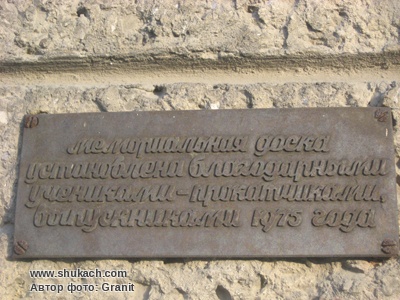 мемориальная доска
установлена благодарными
учениками-прокатчиками,
выпускниками 1975 года
www.shukach.com
Автор фото: Granit